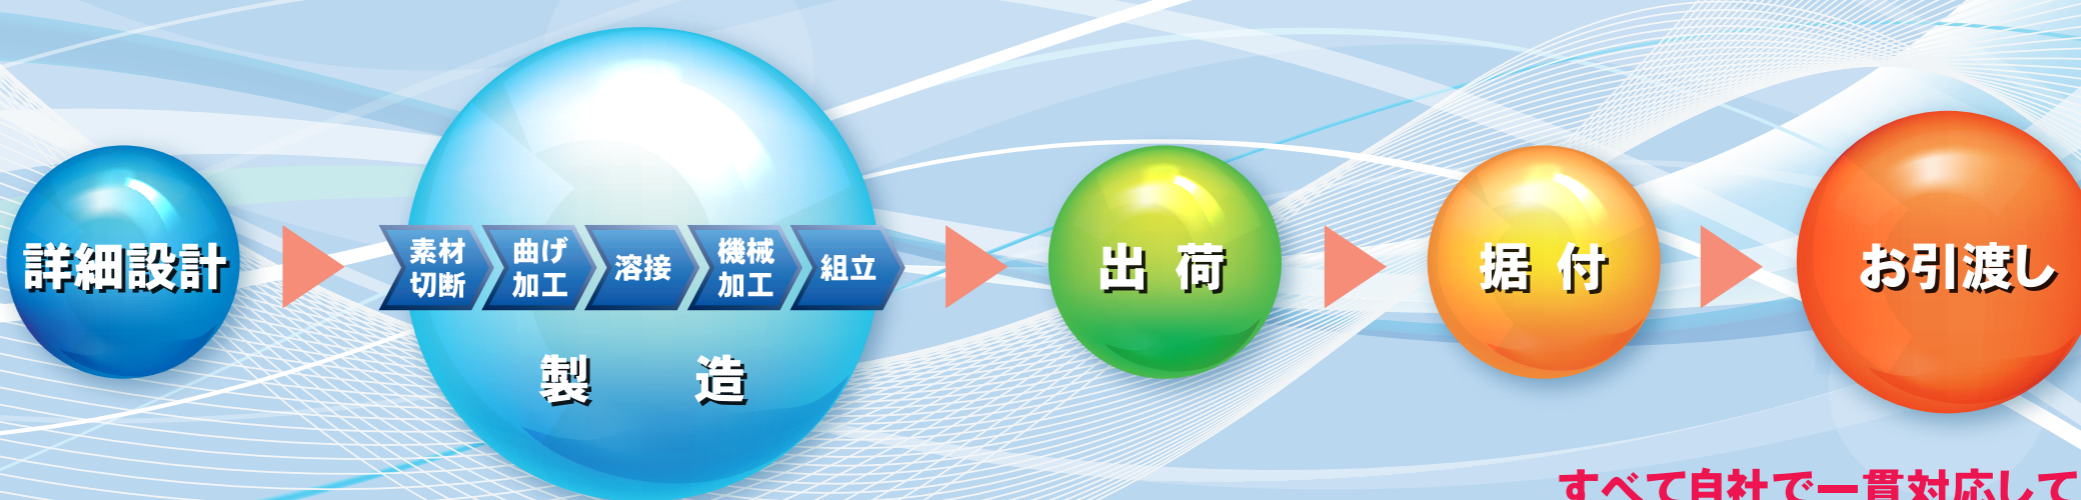 詳細設計
素材
切断
曲げ
加工
溶接
機械
加工
組立
製造
出荷
据付
お引渡し
すべて自社で一貫対応して